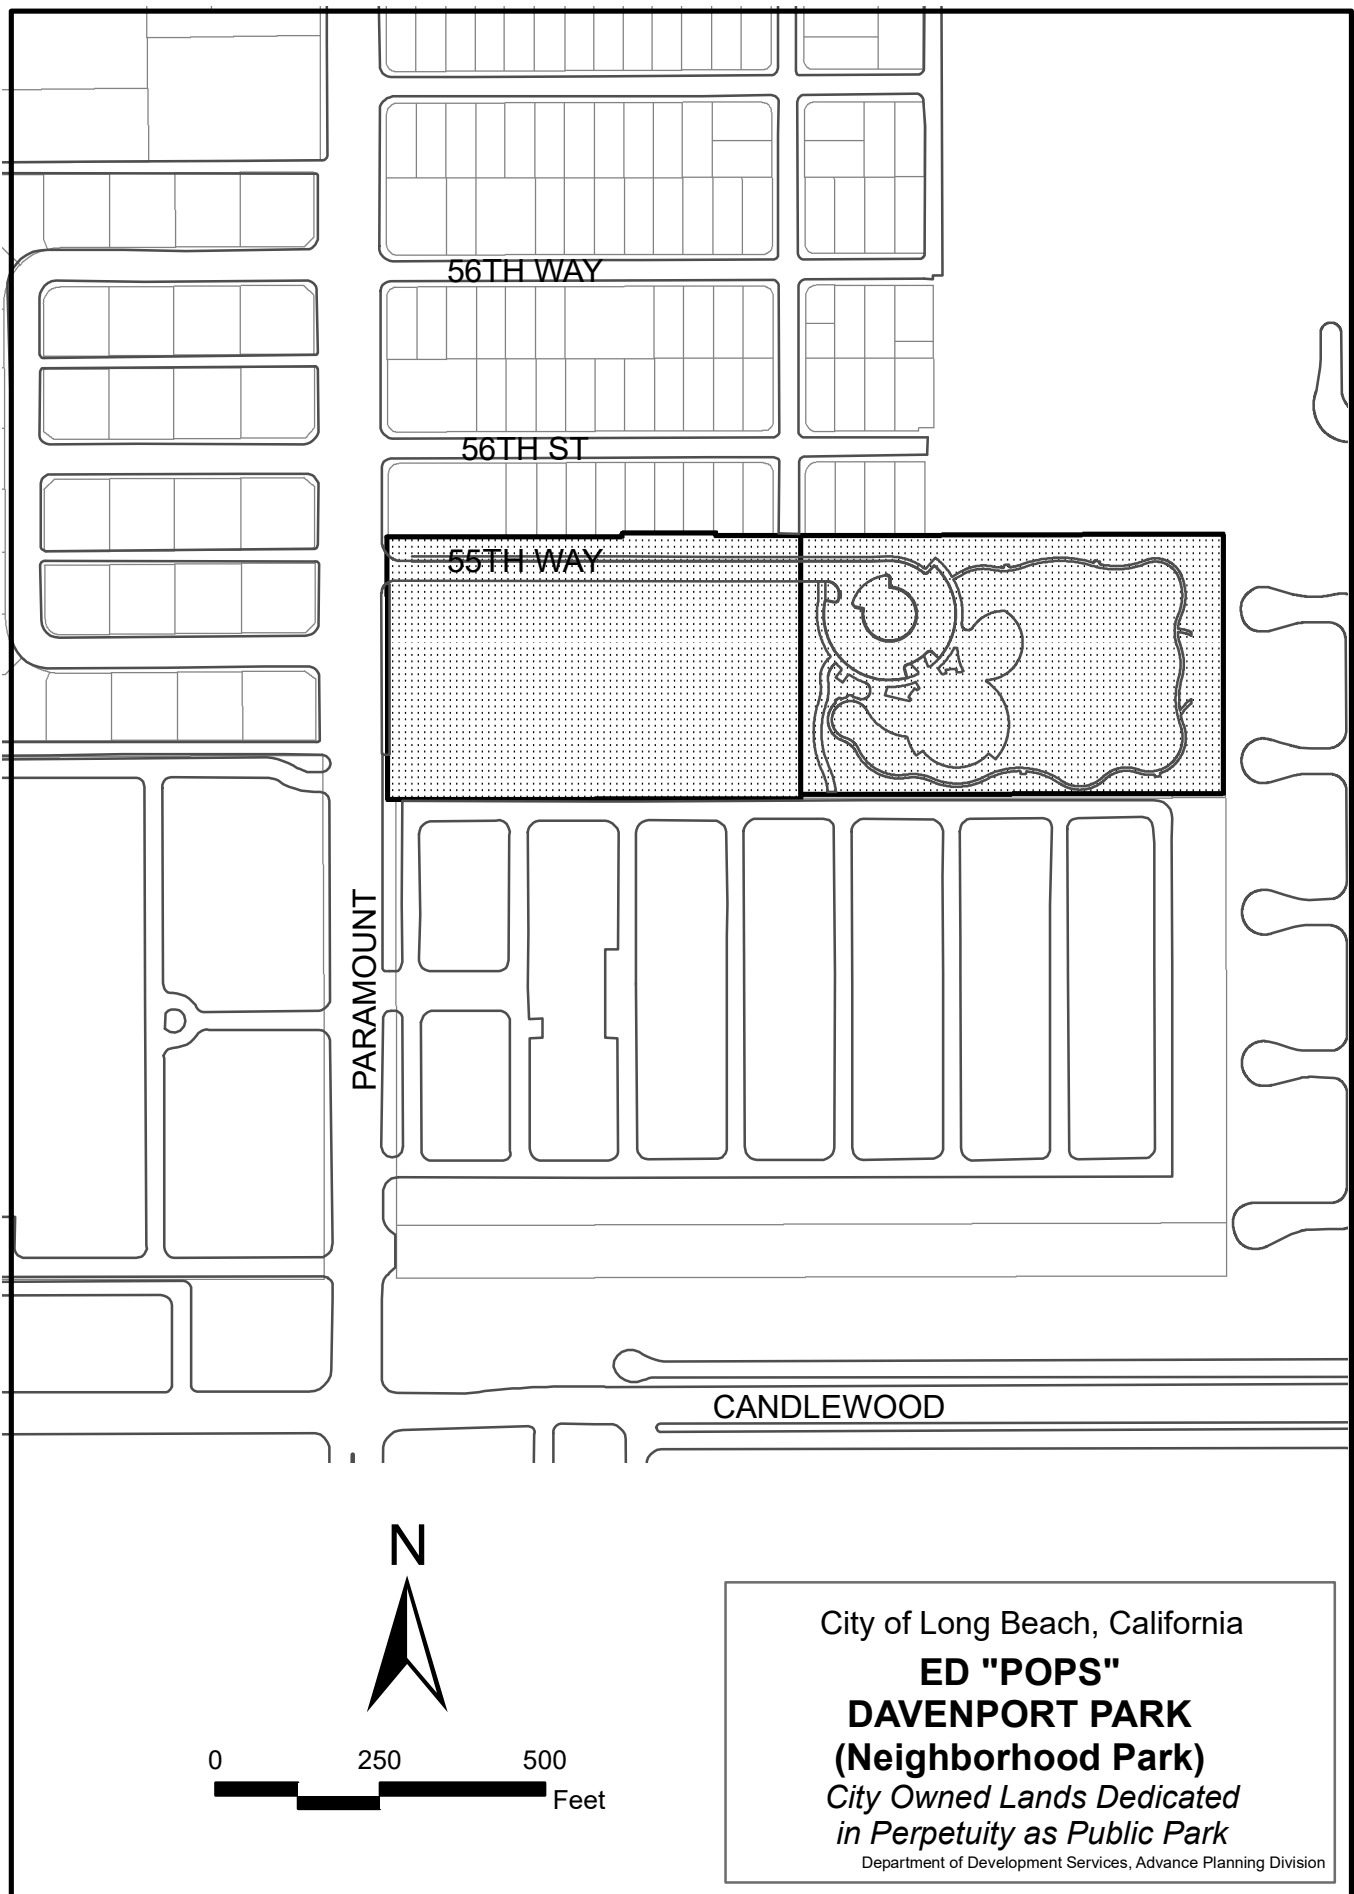 56TH WAY
56TH ST
55TH WAY
PARAMOUNT
CANDLEWOOD
N
0 250 500
Feet
City of Long Beach, California
ED "POPS"
DAVENPORT PARK
(Neighborhood Park)
City Owned Lands Dedicated
in Perpetuity as Public Park
Department of Development Services, Advance Planning Division